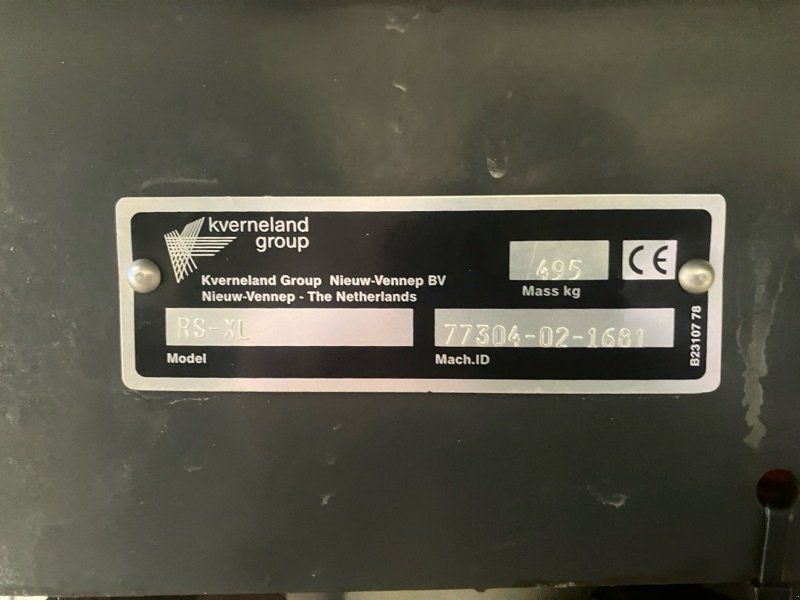 kverneland
group
Kverneland Group Nieuw-Vennep BV
Nieuw-Vennep - The Netherlands
495
Mass kg
CE
RS-XL
Model
77304-02-1681
Mach.ID
B23107 78